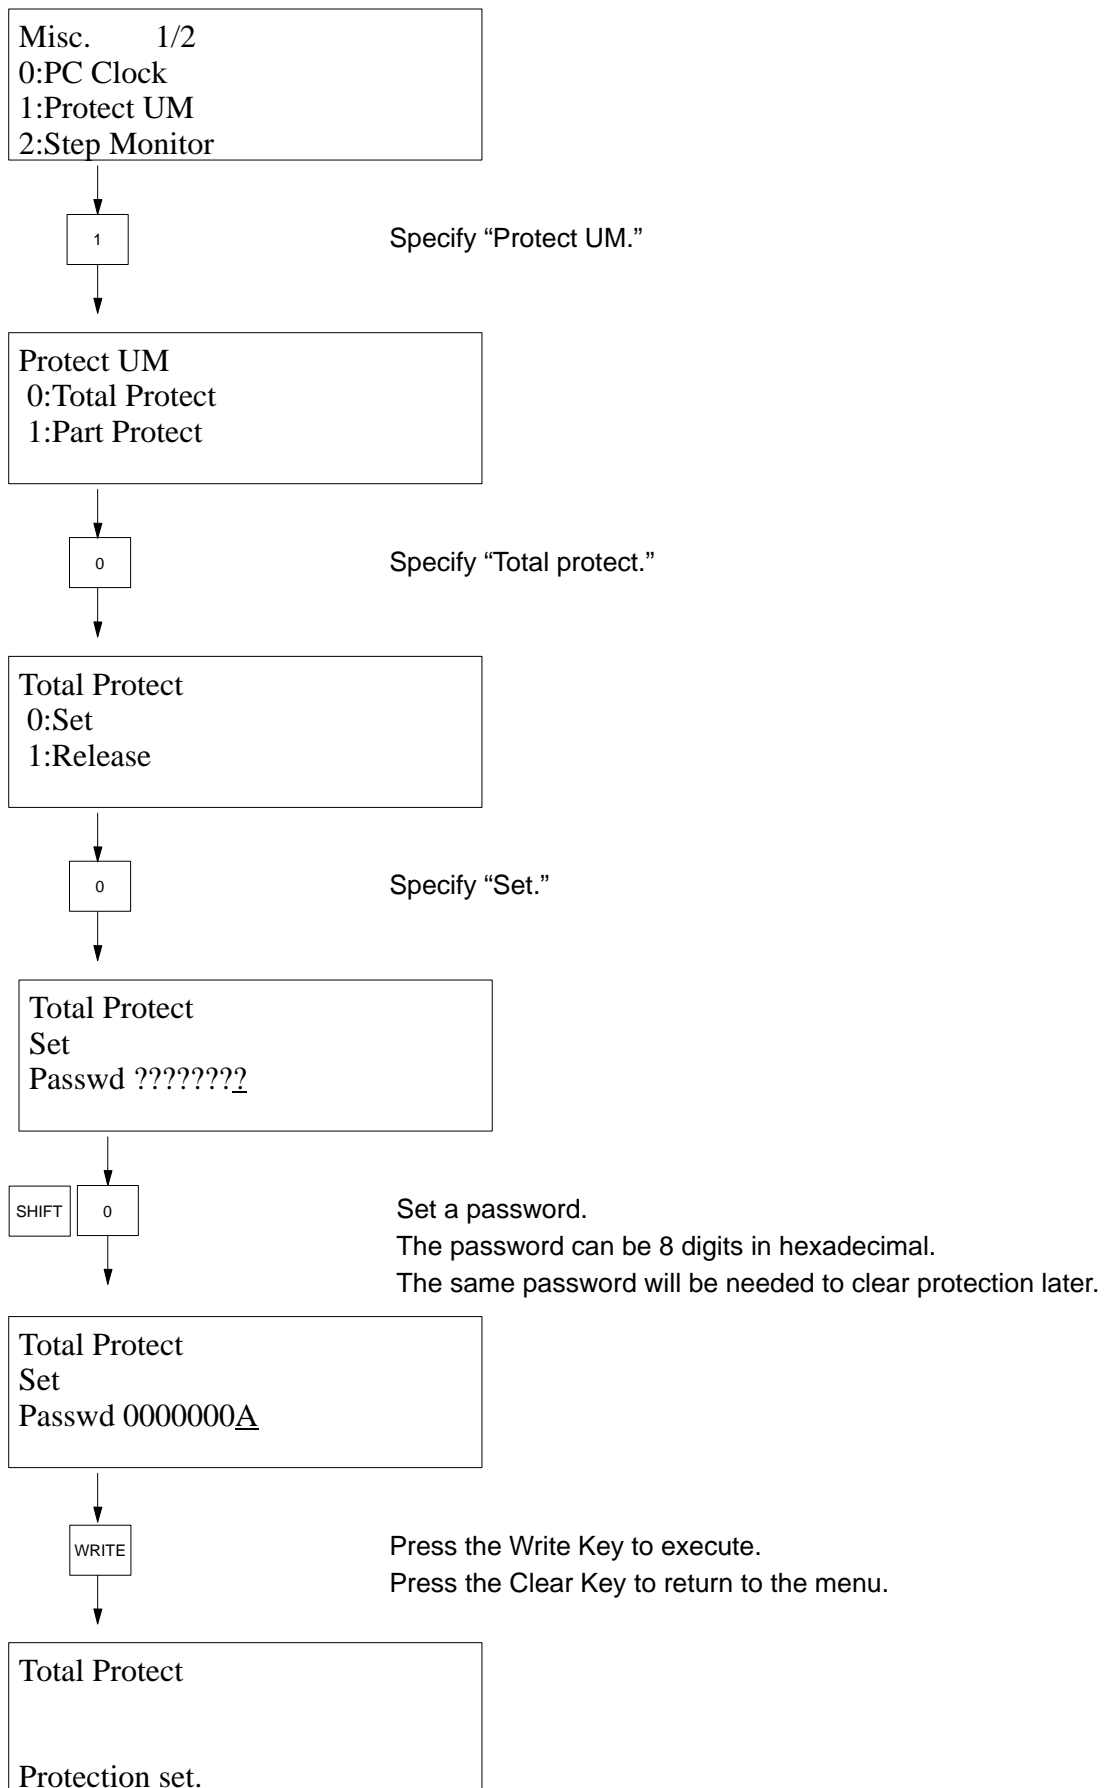 Misc. 1/2
0:PC Clock
1:Protect UM
2:Step Monitor
1
Specify “Protect UM.”
Protect UM
0:Total Protect
1:Part Protect
0
Specify “Total protect.”
Total Protect
0:Set
1:Release
0
Specify “Set.”
Total Protect
Set
Passwd ????????
SHIFT 0
Set a password.
The password can be 8 digits in hexadecimal.
The same password will be needed to clear protection later.
Total Protect
Set
Passwd 0000000A
WRITE
Press the Write Key to execute.
Press the Clear Key to return to the menu.
Total Protect
Protection set.